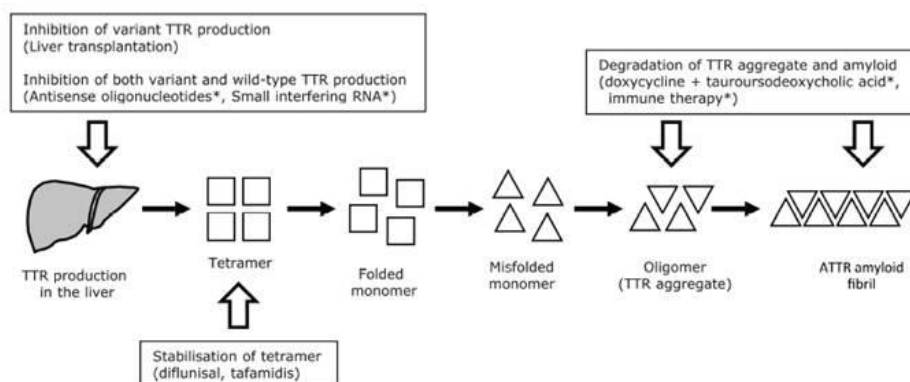 Inhibition of variant TTR production
(Liver transplantation)
Inhibition of both variant and wild-type TTR production
(Antisense oligonucleotides*, Small interfering RNA*)
Degradation of TTR aggregate and amyloid
(doxycycline + tauroursodeoxycholic acid*,
immune therapy*)
TTR production
in the liver
Tetramer
Folded
monomer
Misfolded
monomer
Oligomer
(TTR aggregate)
ATTR amyloid
fibril
Stabilisation of tetramer
(diflunisal, tafamidis)